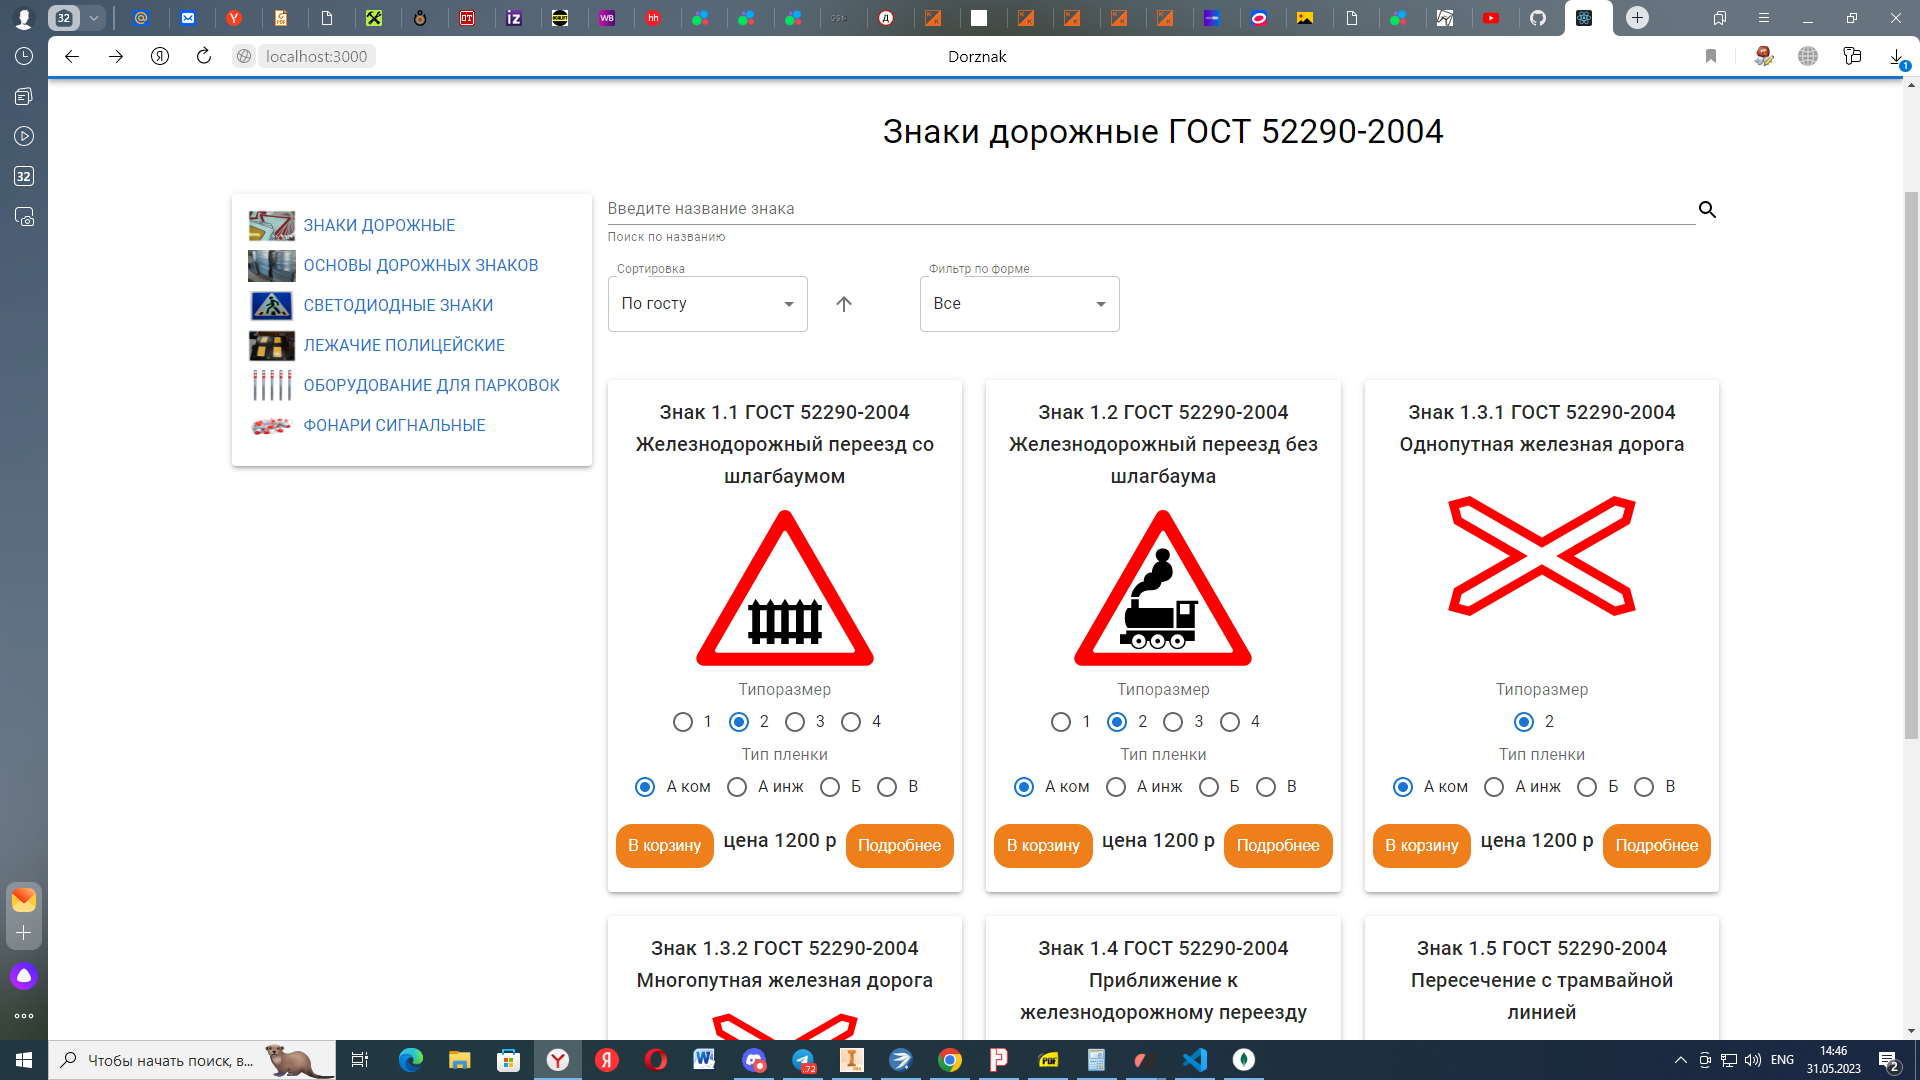 32
@
Y
DT
iz
WB
hh
Д
localhost:3000
Dorznak
1
32
Знаки дорожные ГОСТ 52290-2004
ЗНАКИ ДОРОЖНЫЕ
ОСНОВЫ ДОРОЖНЫХ ЗНАКОВ
СВЕТОДИОДНЫЕ ЗНАКИ
ЛЕЖАЧИЕ ПОЛИЦЕЙСКИЕ
ОБОРУДОВАНИЕ ДЛЯ ПАРКОВОК
ФОНАРИ СИГНАЛЬНЫЕ
Введите название знака
Поиск по названию
Сортировка
По госту
Фильтр по форме
Все
Знак 1.1 ГОСТ 52290-2004
Железнодорожный переезд со
шлагбаумом
Типоразмер
1 2 3 4
Тип пленки
А ком А инж Б В
В корзину цена 1200 р Подробнее
Знак 1.2 ГОСТ 52290-2004
Железнодорожный переезд без
шлагбаума
Типоразмер
1 2 3 4
Тип пленки
А ком А инж Б В
В корзину цена 1200 р Подробнее
Знак 1.3.1 ГОСТ 52290-2004
Однопутная железная дорога
Типоразмер
2
Тип пленки
А ком А инж Б В
В корзину цена 1200 р Подробнее
Знак 1.3.2 ГОСТ 52290-2004
Многопутная железная дорога
Знак 1.4 ГОСТ 52290-2004
Приближение к
железнодорожному переезду
Знак 1.5 ГОСТ 52290-2004
Пересечение с трамвайной
линией
Чтобы начать поиск, в...
72
PDF
ENG
14:46
31.05.2023
2